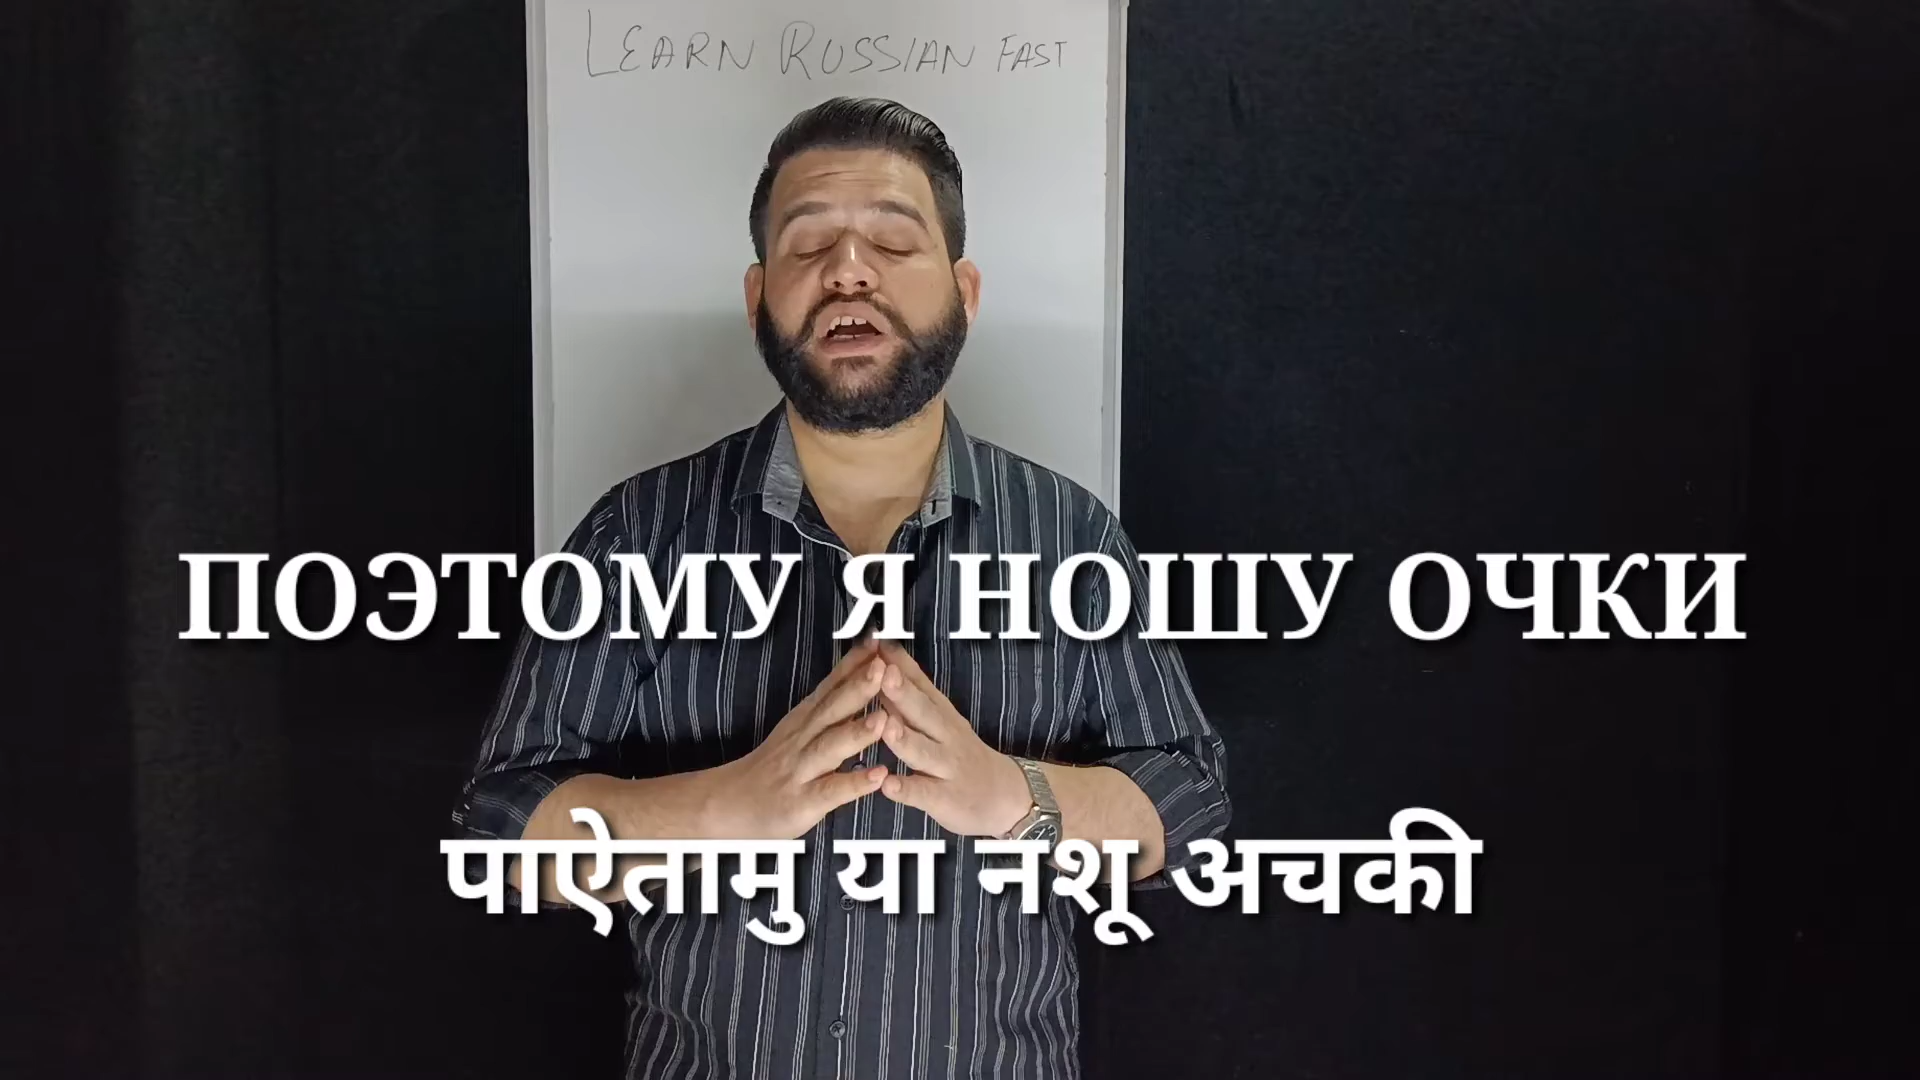 LEARN RUSSIAN FAST
ПОЭТОМУ Я НОШУ ОЧКИ
पाऐतामु या नशू अचकी